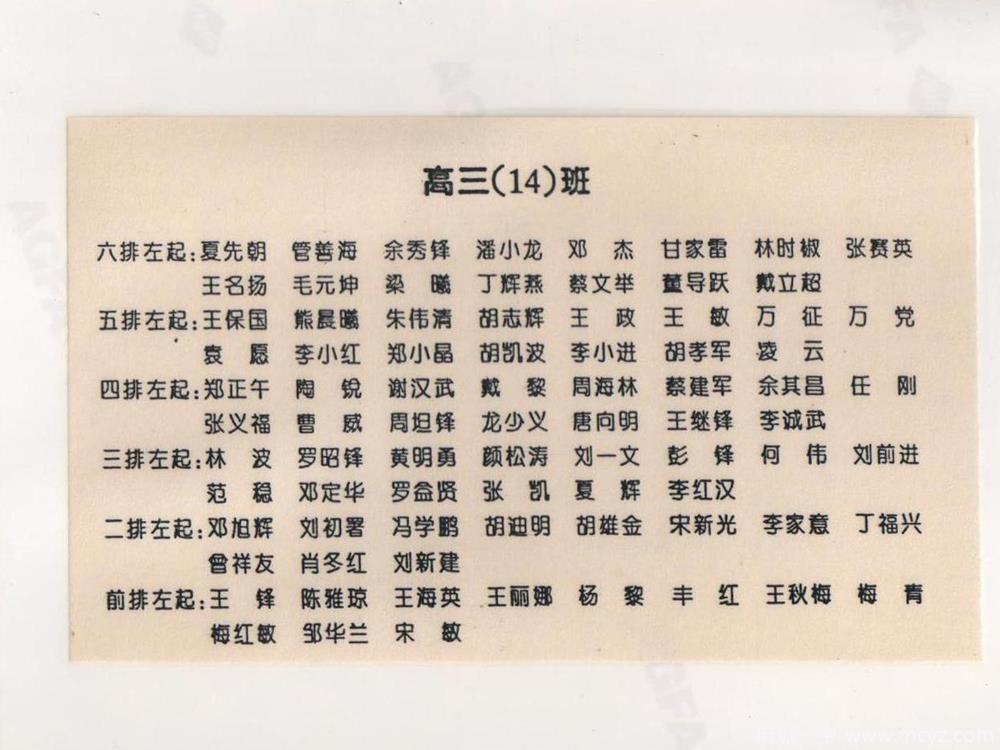 高三(14)班
六排左起:夏先朝 管善海 余秀锋 潘小龙 邓 杰 甘家雷 林时椒 张赛英
王名扬 毛元坤 梁 曦 丁辉燕 蔡文举 董导跃 戴立超
五排左起:王保国 熊晨曦 朱伟清 胡志辉 王 政 王 敏 万 征 万 党
袁 愿 李小红 郑小晶 胡凯波 李小进 胡孝军 凌 云
四排左起:郑正午 陶 锐 谢汉武 戴 黎 周海林 蔡建军 余其昌 任 刚
张义福 曹 威 周坦锋 龙少义 唐向明 王继锋 李诚武
三排左起:林 波 罗昭锋 黄明勇 颜松涛 刘一文 彭 锋 何 伟 刘前进
范 稳 邓定华 罗益贤 张 凯 夏 辉 李红汉
二排左起:邓旭辉 刘初署 冯学鹏 胡迪明 胡雄金 宋新光 李家意 丁福兴
曾祥友 肖冬红 刘新建
前排左起:王 锋 陈雅琼 王海英 王丽娜 杨 黎 丰 红 王秋梅 梅 青
梅红敏 邹华兰 宋 敏
AGFA